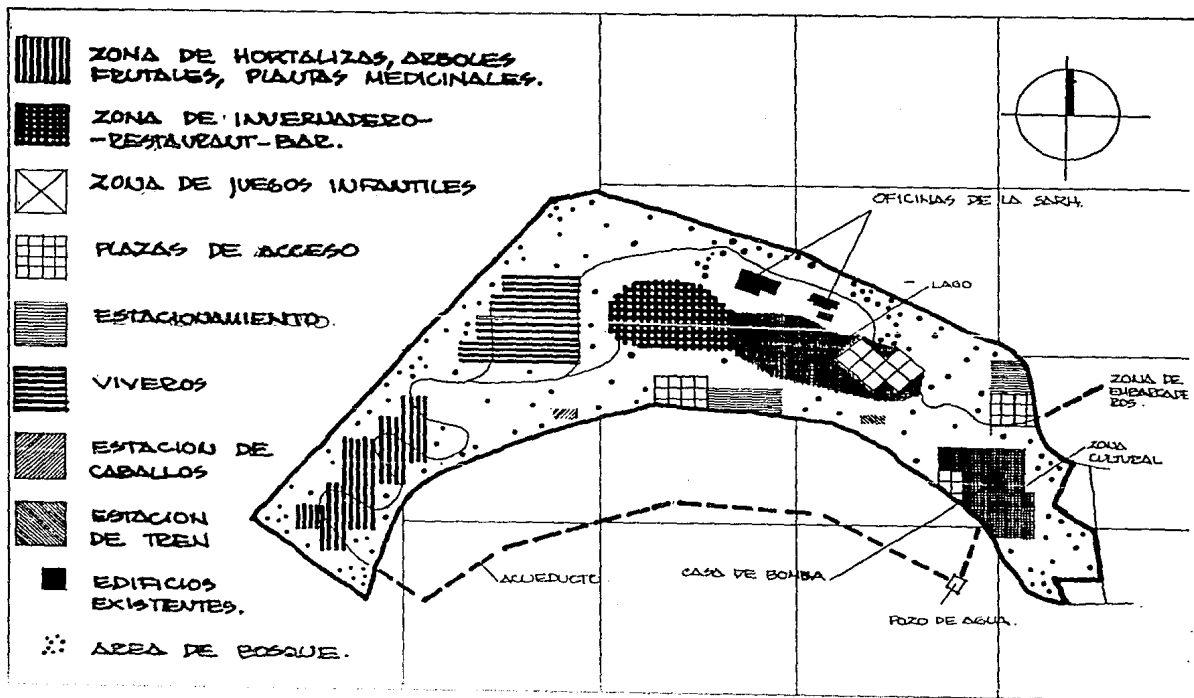 ZONA DE HORTALIZAS, ARBOLES
FRUTALES, PLANTAS MEDICINALES.
ZONA DE INVERNADERO-
-RESTAURANT-BAR.
ZONA DE JUEGOS INFANTILES
PLAZAS DE ACCESO
ESTACIONAMIENTO.
VIVEROS
ESTACION DE
CABALLOS
ESTACION
DE TREN
EDIFICIOS
EXISTENTES.
AREA DE BOSQUE.
OFICINAS DE LA SARH.
LAGO
ZONA DE
EMBARCADE
ROS.
ZONA
CULTURAL
ACUEDUCTO
CASA DE BOMBA
POZO DE AGUA.